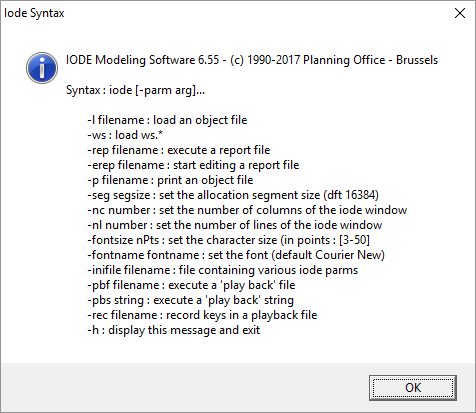 Iode Syntax
IODE Modeling Software 6.55 - (c) 1990-2017 Planning Office - Brussels
Syntax : iode [-parm arg]...
-l filename : load an object file
-ws : load ws.*
-rep filename : execute a report file
-erep filename : start editing a report file
-p filename : print an object file
-seg segsize : set the allocation segment size (dft 16384)
-nc number : set the number of columns of the iode window
-nl number : set the number of lines of the iode window
-fontsize nPts : set the character size (in points : [3-50]
-fontname fontname : set the font (default Courier New)
-inifile filename : file containing various iode parms
-pbf filename : execute a 'play back' file
-pbs string : execute a 'play back' string
-rec filename : record keys in a playback file
-h : display this message and exit
OK